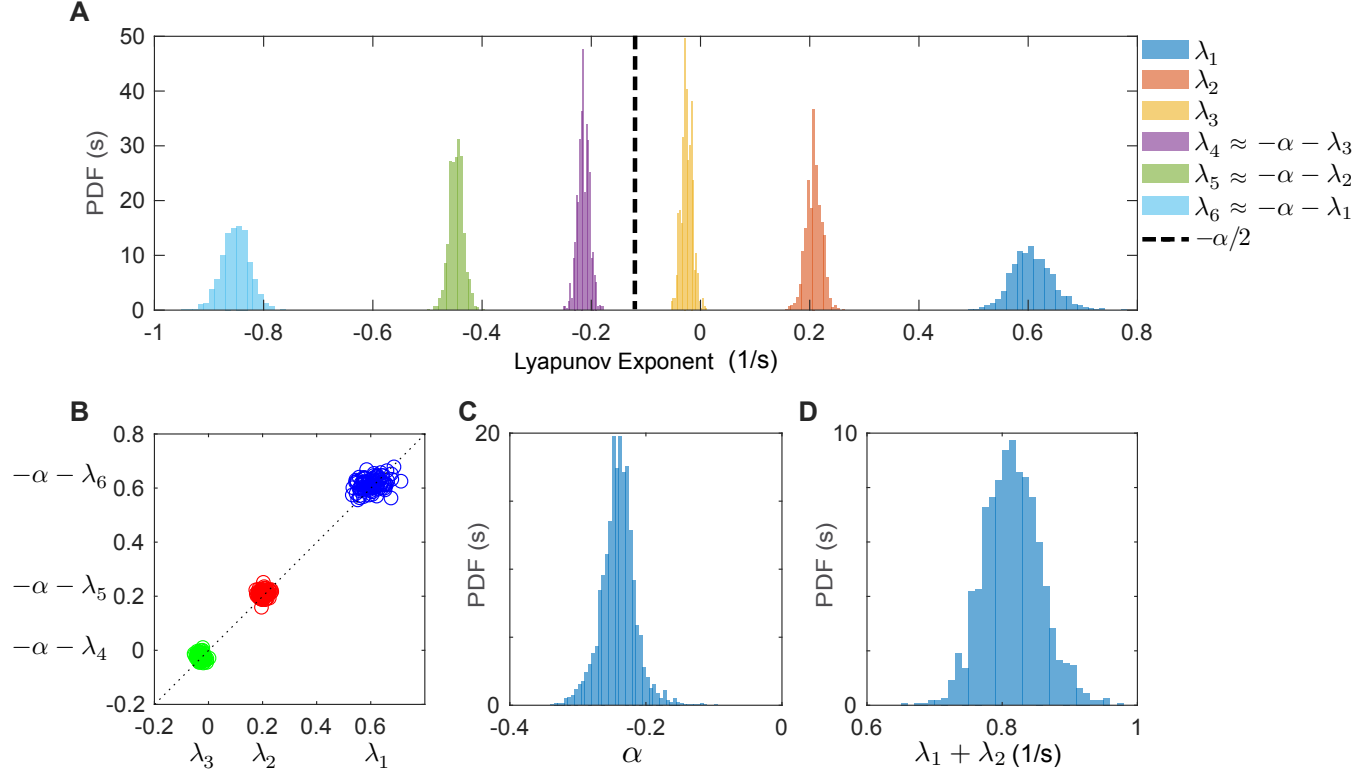 A
50
40
30
20
10
0
PDF (s)
-1
-0.8
-0.6
-0.4
-0.2
0
0.2
0.4
0.6
0.8
Lyapunov Exponent (1/s)
λ₁
λ₂
λ₃
λ₄ ≈ −α − λ₃
λ₅ ≈ −α − λ₂
λ₆ ≈ −α − λ₁
−α/2
B
0.8
0.6
0.4
0.2
0
-0.2
−α − λ₆
−α − λ₅
−α − λ₄
-0.2
0
0.2
0.4
0.6
λ₃
λ₂
λ₁
C
20
0
PDF (s)
-0.4
-0.2
0
α
D
10
0
PDF (s)
0.6
0.8
1
λ₁ + λ₂ (1/s)